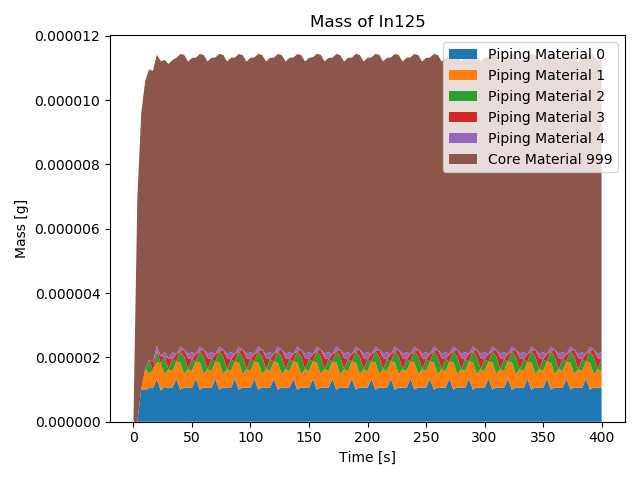 Mass of In125
0.000012
0.000010
0.000008
0.000006
0.000004
0.000002
0.000000
Mass [g]
Piping Material 0
Piping Material 1
Piping Material 2
Piping Material 3
Piping Material 4
Core Material 999
0 50 100 150 200 250 300 350 400
Time [s]